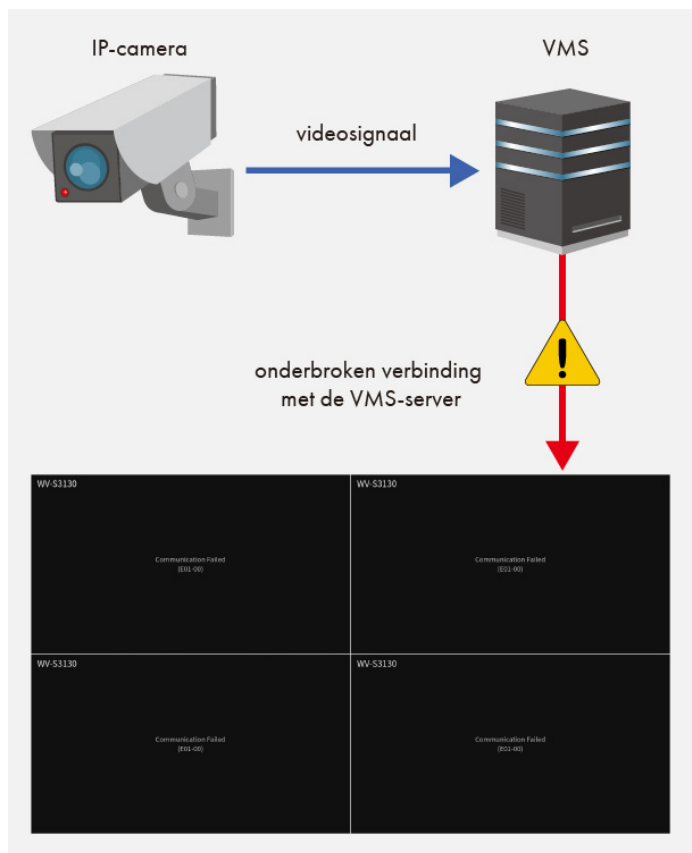 IP-camera
VMS
videosignaal
onderbroken verbinding
met de VMS-server
WV-S3130
WV-S3130
Communication Failed
(E01-00)
Communication Failed
(E01-00)
WV-S3130
WV-S3130
Communication Failed
(E01-00)
Communication Failed
(E01-00)